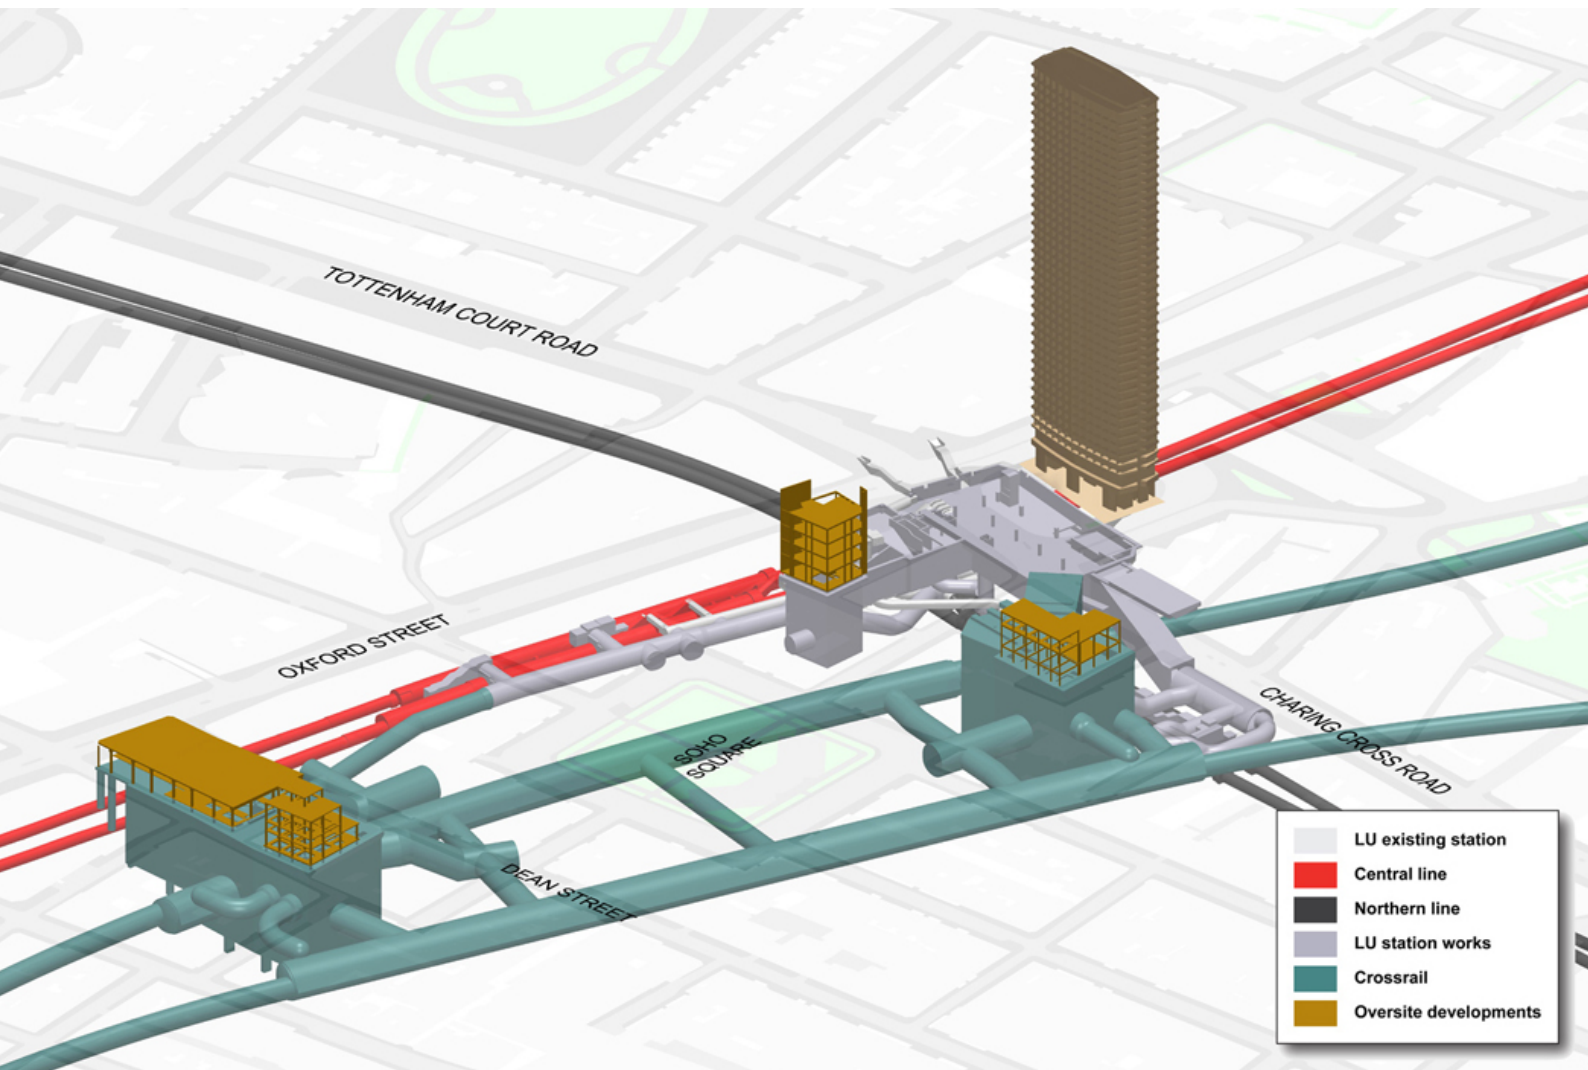 TOTTENHAM COURT ROAD
OXFORD STREET
SOHO
SQUARE
CHARING CROSS ROAD
DEAN STREET
LU existing station
Central line
Northern line
LU station works
Crossrail
Oversite developments